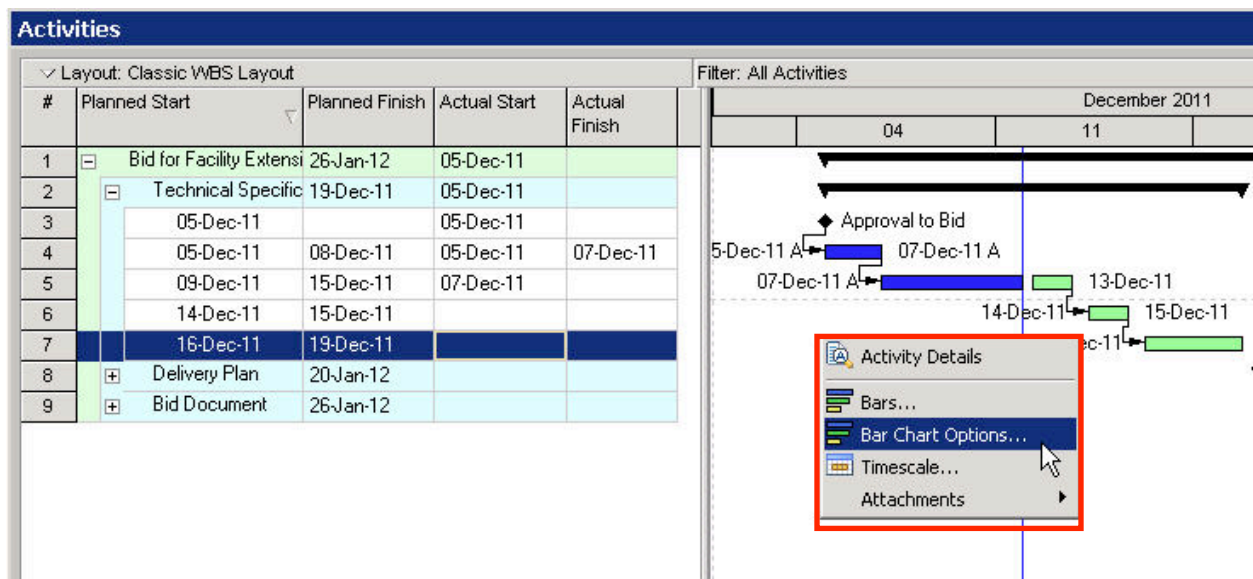 Activities
Layout: Classic WBS Layout Filter: All Activities
# Planned Start Planned Finish Actual Start Actual Finish December 2011
04 11
1 Bid for Facility Extensi 26-Jan-12 05-Dec-11
2 Technical Specific 19-Dec-11 05-Dec-11
3 05-Dec-11 05-Dec-11 Approval to Bid
4 05-Dec-11 08-Dec-11 05-Dec-11 07-Dec-11 5-Dec-11 A 07-Dec-11 A
5 09-Dec-11 15-Dec-11 07-Dec-11 07-Dec-11 A 13-Dec-11
6 14-Dec-11 15-Dec-11 14-Dec-11 15-Dec-11
7 16-Dec-11 19-Dec-11 ec-11
8 Delivery Plan 20-Jan-12
9 Bid Document 26-Jan-12
Activity Details
Bars...
Bar Chart Options...
Timescale...
Attachments